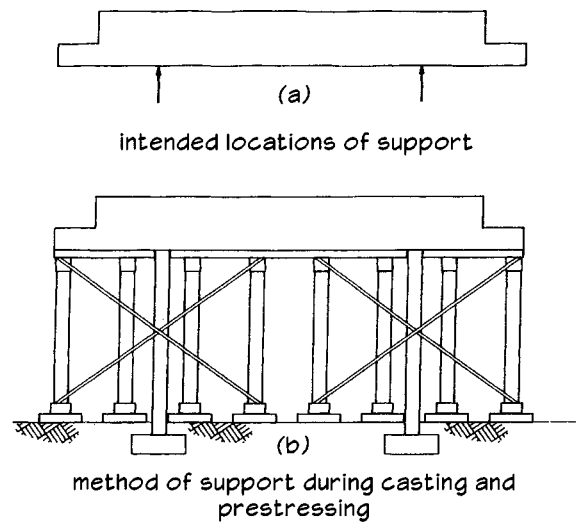 (a)
intended locations of support
(b)
method of support during casting and
prestressing